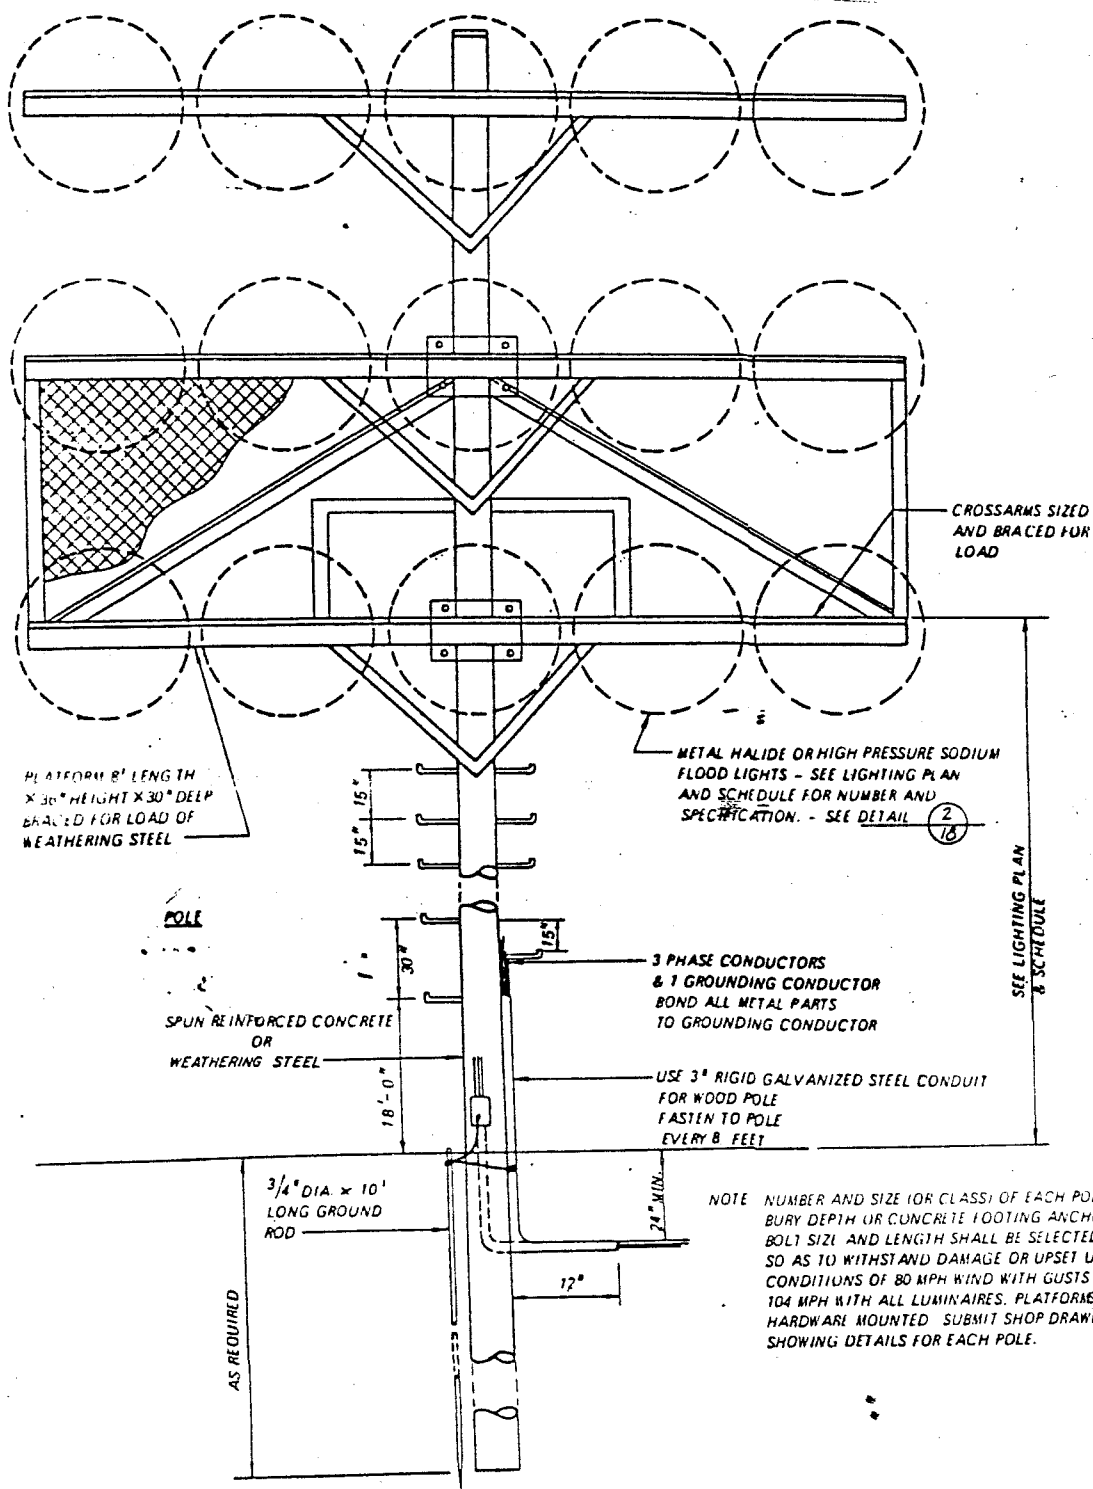 CROSSARMS SIZED
AND BRACED FOR
LOAD
METAL HALIDE OR HIGH PRESSURE SODIUM
FLOOD LIGHTS - SEE LIGHTING PLAN
AND SCHEDULE FOR NUMBER AND
SPECIFICATION. - SEE DETAIL 2
18
PLATFORM 8' LENGTH
X 36" HEIGHT X 30" DEEP
BRACED FOR LOAD OF
WEATHERING STEEL
15" 15"
POLE
30"
15"
3 PHASE CONDUCTORS
& 1 GROUNDING CONDUCTOR
BOND ALL METAL PARTS
TO GROUNDING CONDUCTOR
SEE LIGHTING PLAN
& SCHEDULE
SPUN REINFORCED CONCRETE
OR
WEATHERING STEEL
18'-0"
USE 3" RIGID GALVANIZED STEEL CONDUIT
FOR WOOD POLE
FASTEN TO POLE
EVERY 8 FEET
3/4" DIA. x 10'
LONG GROUND
ROD
24" MIN.
12"
AS REQUIRED
NOTE NUMBER AND SIZE (OR CLASS) OF EACH
BURY DEPTH OR CONCRETE FOOTING
BOLT SIZE AND LENGTH SHALL BE SELECTED
SO AS TO WITHSTAND DAMAGE OR UPSET
CONDITIONS OF 80 MPH WIND WITH GUSTS
104 MPH WITH ALL LUMINAIRES. PLATFORMS
HARDWARE MOUNTED SUBMIT SHOP
SHOWING DETAILS FOR EACH POLE.